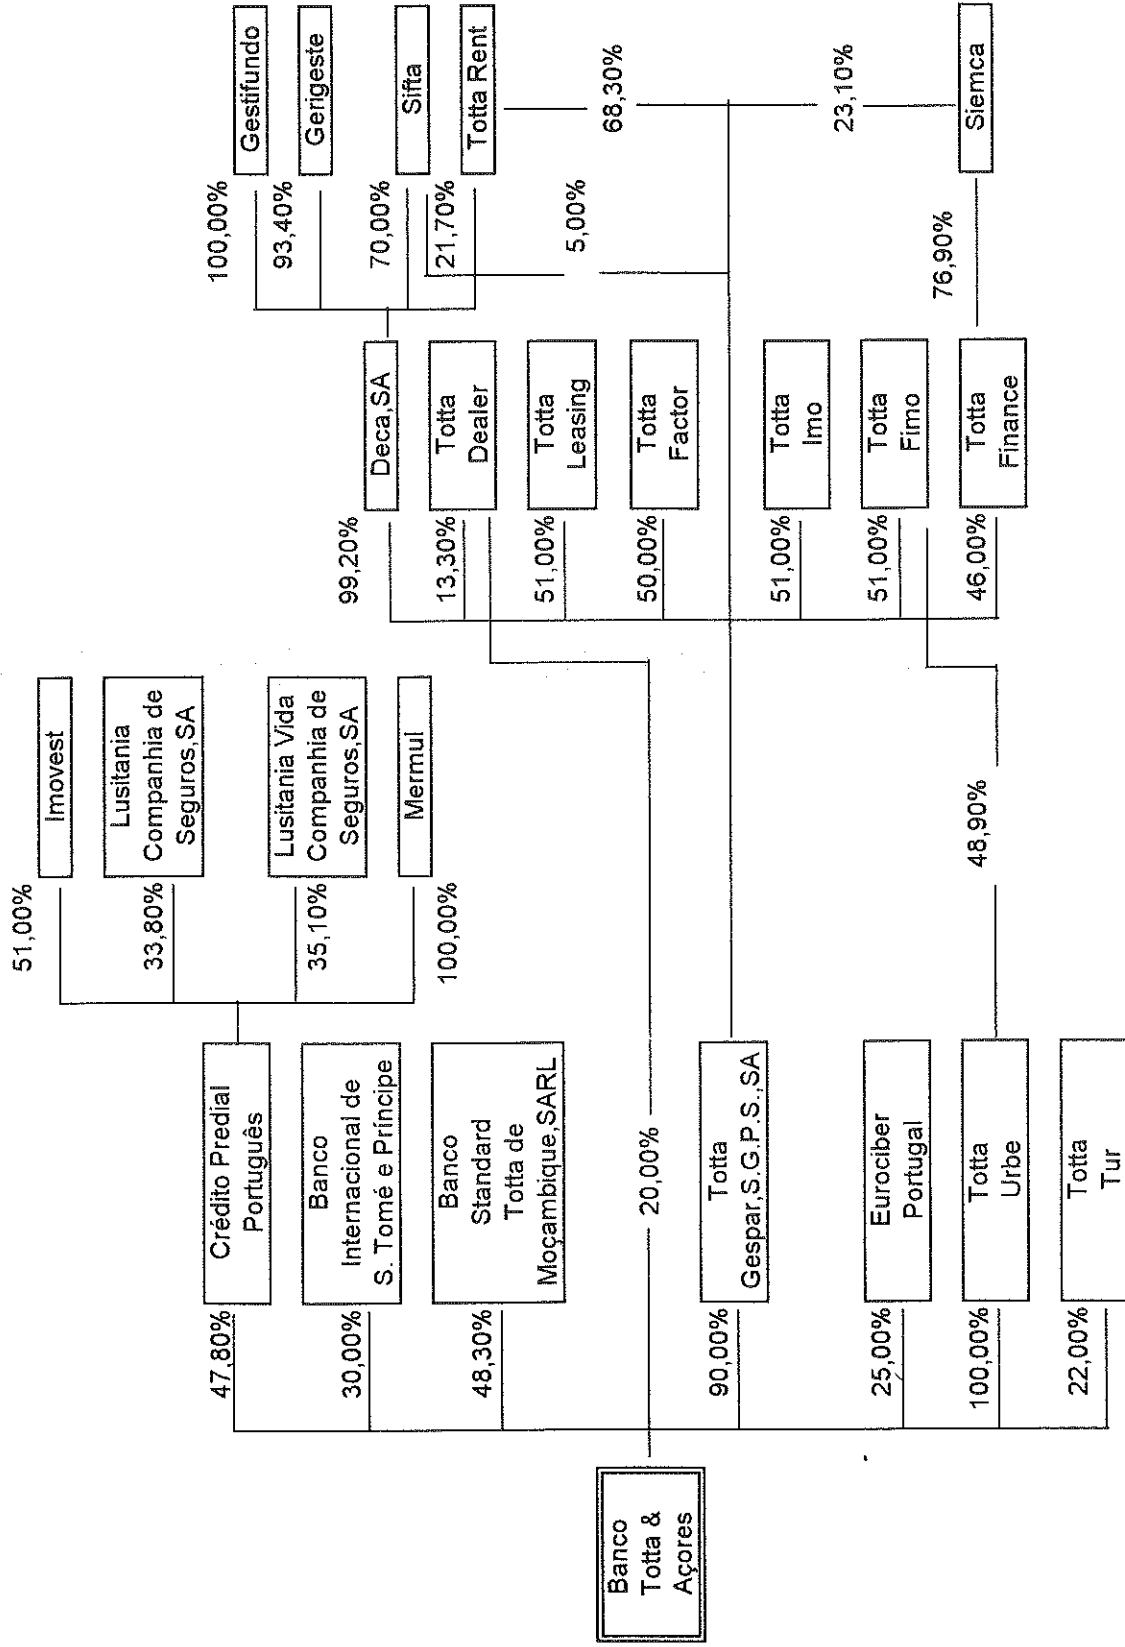 Banco
Totta &
Açores
47,80%
Crédito Predial
Português
30,00%
Banco
Internacional de
S. Tomé e Príncipe
48,30%
Banco
Standard
Totta de
Moçambique,SARL
20,00%
90,00%
Totta
Gespar,S.G.P.S.,SA
25,00%
Eurociber
Portugal
100,00%
Totta
Urbe
22,00%
Totta
Tur
51,00%
Imovest
33,80%
Lusitania
Companhia de
Seguros,SA
35,10%
Lusitania Vida
Companhia de
Seguros,SA
100,00%
Mermul
48,90%
99,20%
Deca,SA
13,30%
Totta
Dealer
51,00%
Totta
Leasing
50,00%
Totta
Factor
51,00%
Totta
Imo
51,00%
Totta
Fimo
46,00%
Totta
Finance
100,00%
Gestifundo
93,40%
Gerigeste
70,00%
Sifta
21,70%
Totta Rent
5,00%
68,30%
23,10%
76,90%
Siemca